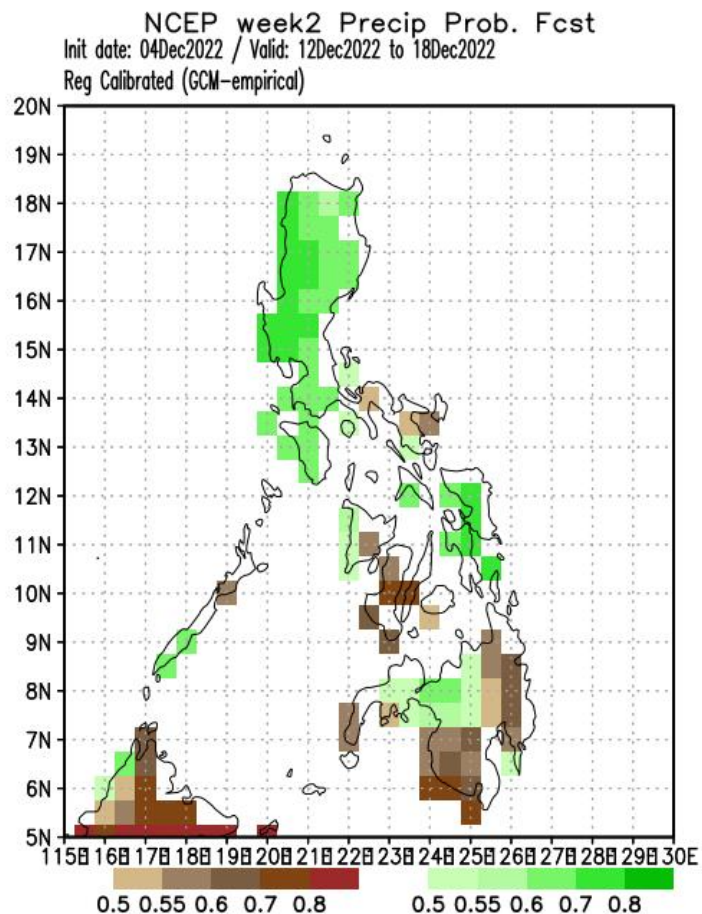 NCEP week2 Precip Prob. Fcst
Init date: 04Dec2022 / Valid: 12Dec2022 to 18Dec2022
Reg Calibrated (GCM-empirical)
20N
19N
18N
17N
16N
15N
14N
13N
12N
11N
10N
9N
8N
7N
6N
5N
115E116E117E118E119E120E121E122E123E124E125E126E127E128E129E130E
0.5 0.55 0.6 0.7 0.8 0.5 0.55 0.6 0.7 0.8